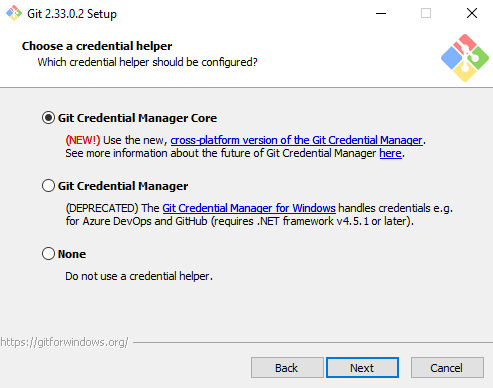 Git 2.33.0.2 Setup
Choose a credential helper
Which credential helper should be configured?
Git Credential Manager Core
(NEW!) Use the new, cross-platform version of the Git Credential Manager.
See more information about the future of Git Credential Manager here.
Git Credential Manager
(DEPRECATED) The Git Credential Manager for Windows handles credentials e.g.
for Azure DevOps and GitHub (requires .NET framework v4.5.1 or later).
None
Do not use a credential helper.
https://gitforwindows.org/
Back
Next
Cancel